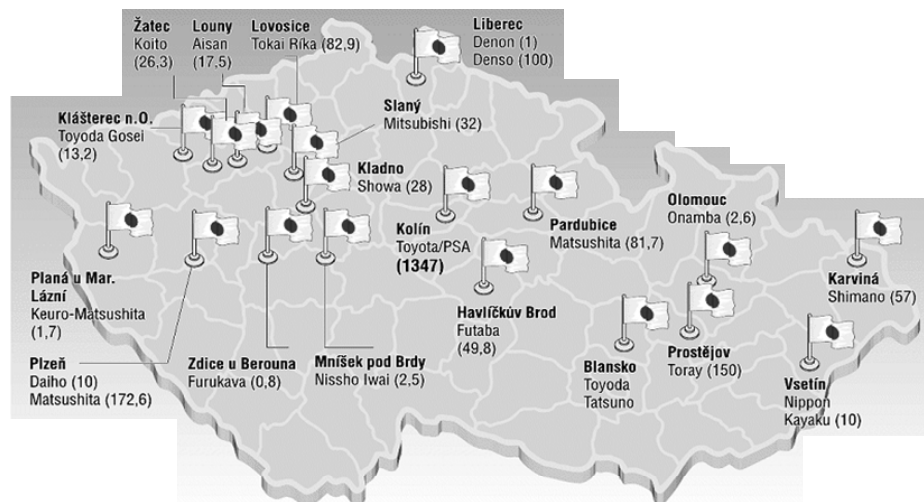 Žatec
Koito
(26,3)
Louny
Aisan
(17,5)
Lovosice
Tokai Ríka (82,9)
Liberec
Denon (1)
Denso (100)
Klášterec n.O.
Toyoda Gosei
(13,2)
Slaný
Mitsubishi (32)
Kladno
Showa (28)
Kolín
Toyota/PSA
(1347)
Pardubice
Matsushita (81,7)
Olomouc
Onamba (2,6)
Karviná
Shimano (57)
Planá u Mar.
Lázní
Keuro-Matsushita
(1,7)
Havlíčkův Brod
Futaba
(49,8)
Plzeň
Daiho (10)
Matsushita (172,6)
Zdice u Berouna
Furukawa (0,8)
Mníšek pod Brdy
Nissho Iwai (2,5)
Blansko
Toyoda
Tatsuno
Prostějov
Toray (150)
Vsetín
Nippon
Kayaku (10)